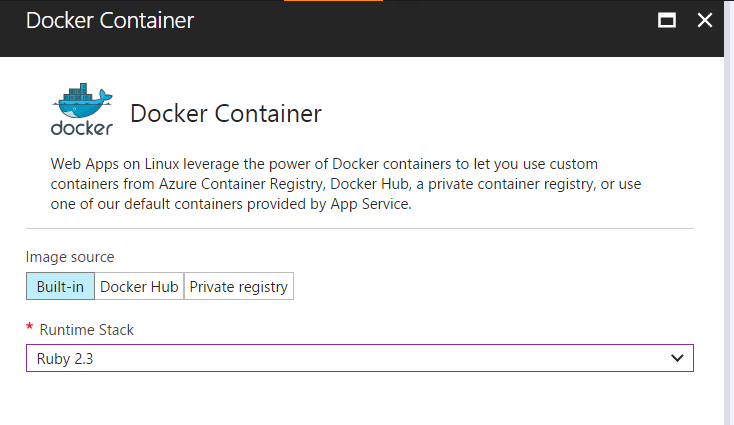 Docker Container
docker
Docker Container
Web Apps on Linux leverage the power of Docker containers to let you use custom
containers from Azure Container Registry, Docker Hub, a private container registry, or use
one of our default containers provided by App Service.
Image source
Built-in Docker Hub Private registry
* Runtime Stack
Ruby 2.3